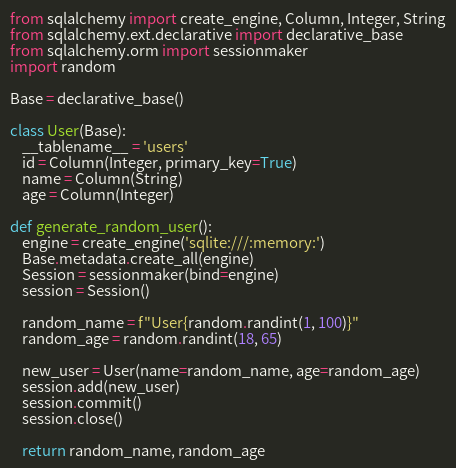 from sqlalchemy import create_engine, Column, Integer, String
from sqlalchemy.ext.declarative import declarative_base
from sqlalchemy.orm import sessionmaker
import random

Base = declarative_base()

class User(Base):
    __tablename__ = 'users'
    id = Column(Integer, primary_key=True)
    name = Column(String)
    age = Column(Integer)

def generate_random_user():
    engine = create_engine('sqlite:///:memory:')
    Base.metadata.create_all(engine)
    Session = sessionmaker(bind=engine)
    session = Session()

    random_name = f"User{random.randint(1, 100)}"
    random_age = random.randint(18, 65)

    new_user = User(name=random_name, age=random_age)
    session.add(new_user)
    session.commit()
    session.close()

    return random_name, random_age